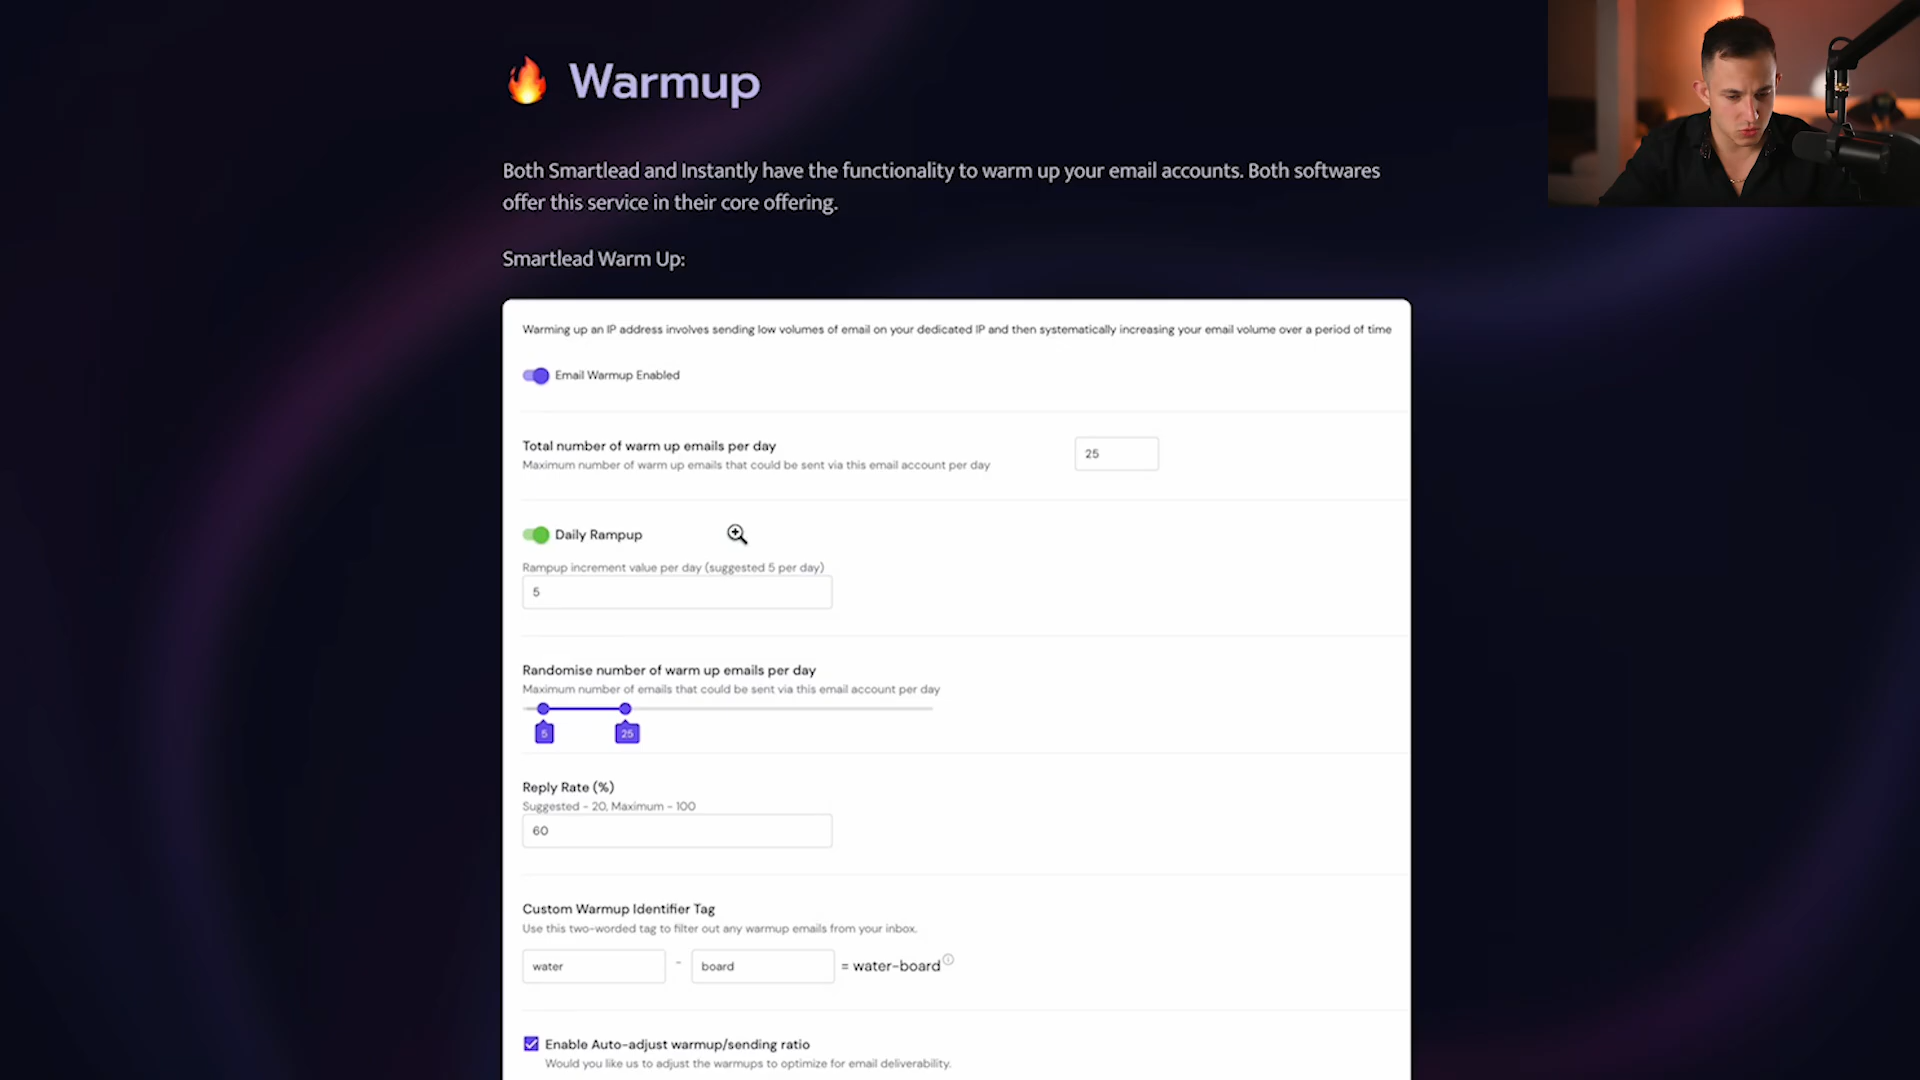 🔥 Warmup
Both Smartlead and Instantly have the functionality to warm up your email accounts. Both softwares
offer this service in their core offering.
Smartlead Warm Up:
Warming up an IP address involves sending low volumes of email on your dedicated IP and then systematically increasing your email volume over a period of time
Email Warmup Enabled
Total number of warm up emails per day
Maximum number of warm up emails that could be sent via this email account per day
25
Daily Rampup
Rampup increment value per day (suggested 5 per day)
5
Randomise number of warm up emails per day
Maximum number of emails that could be sent via this email account per day
5 25
Reply Rate (%)
Suggested - 20, Maximum - 100
60
Custom Warmup Identifier Tag
Use this two-worded tag to filter out any warmup emails from your inbox.
water - board = water-board
Enable Auto-adjust warmup/sending ratio
Would you like us to adjust the warmups to optimize for email deliverability.